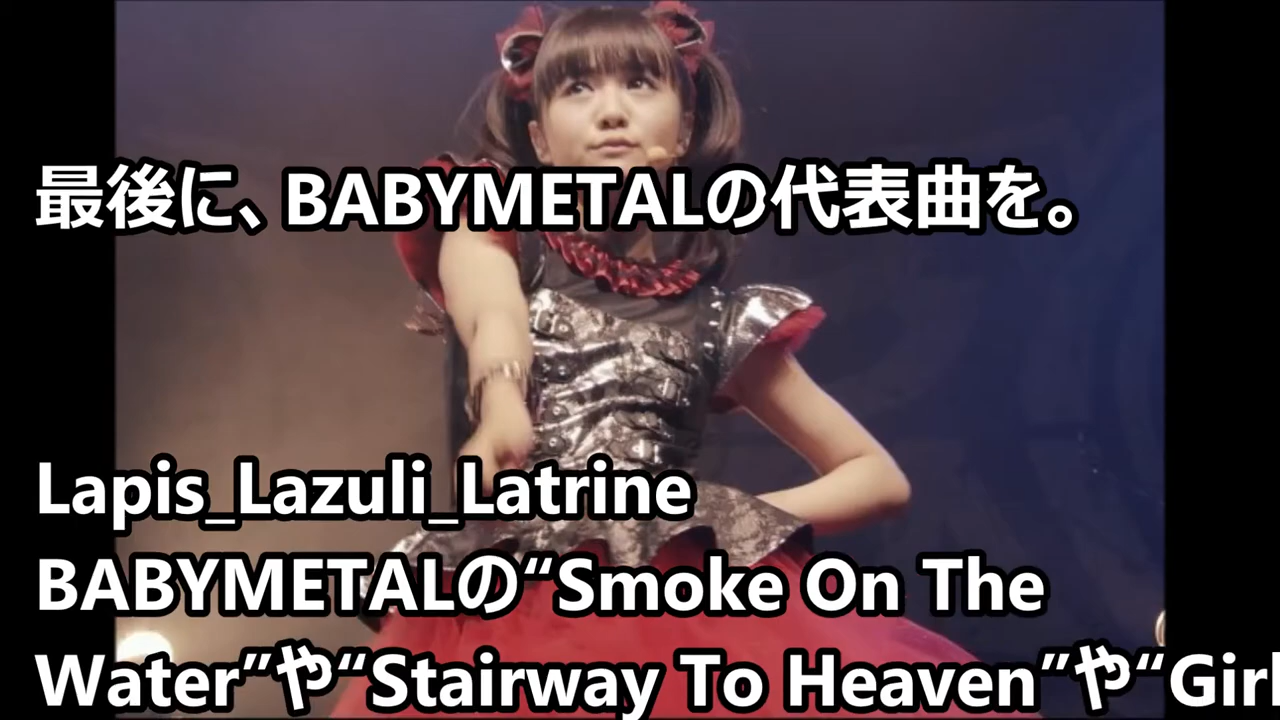 最後に、BABYMETALの代表曲を。
Lapis_Lazuli_Latrine
BABYMETALの“Smoke On The
Water”や“Stairway To Heaven”や“Girl